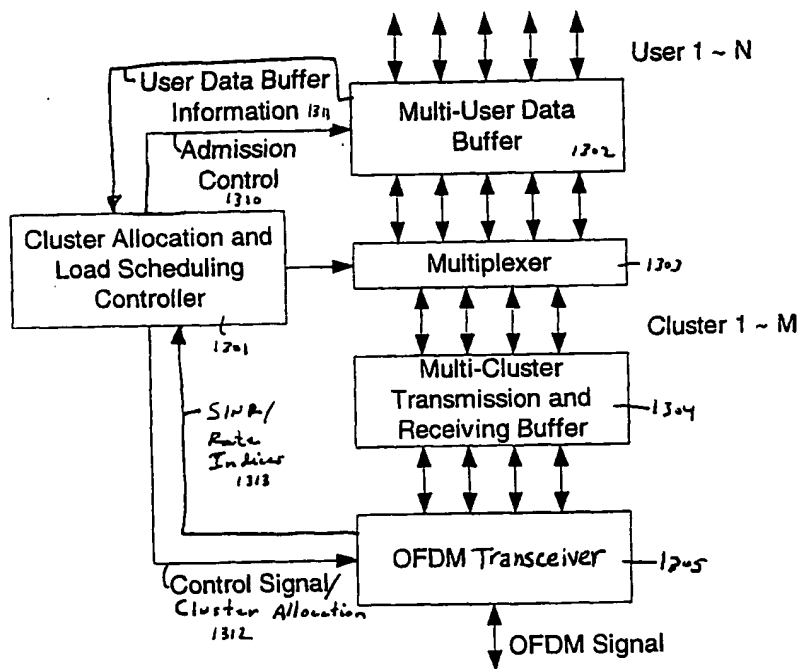 User 1 ~ N
User Data Buffer
Information 1311
Multi-User Data
Buffer
1302
Admission
Control
1310
Cluster Allocation and
Load Scheduling
Controller
1301
Multiplexer
1303
Cluster 1 ~ M
Multi-Cluster
Transmission and
Receiving Buffer
1304
SINR/
Rate
Indices
1313
OFDM Transceiver
1305
Control Signal/
Cluster Allocation
1312
OFDM Signal